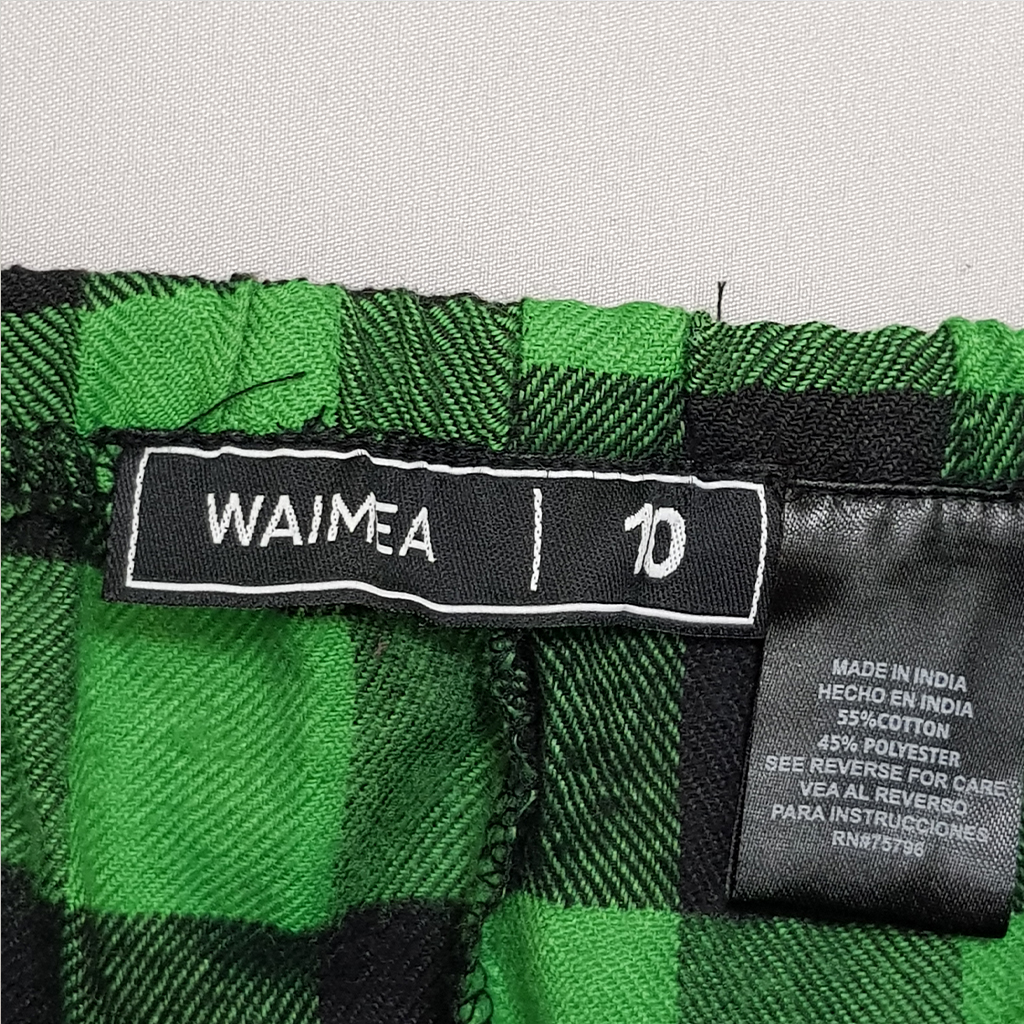 WAIMEA | 10
MADE IN INDIA
HECHO EN INDIA
55%COTTON
45% POLYESTER
SEE REVERSE FOR CARE
VEA AL REVERSO
PARA INSTRUCCIONES
RN#75796